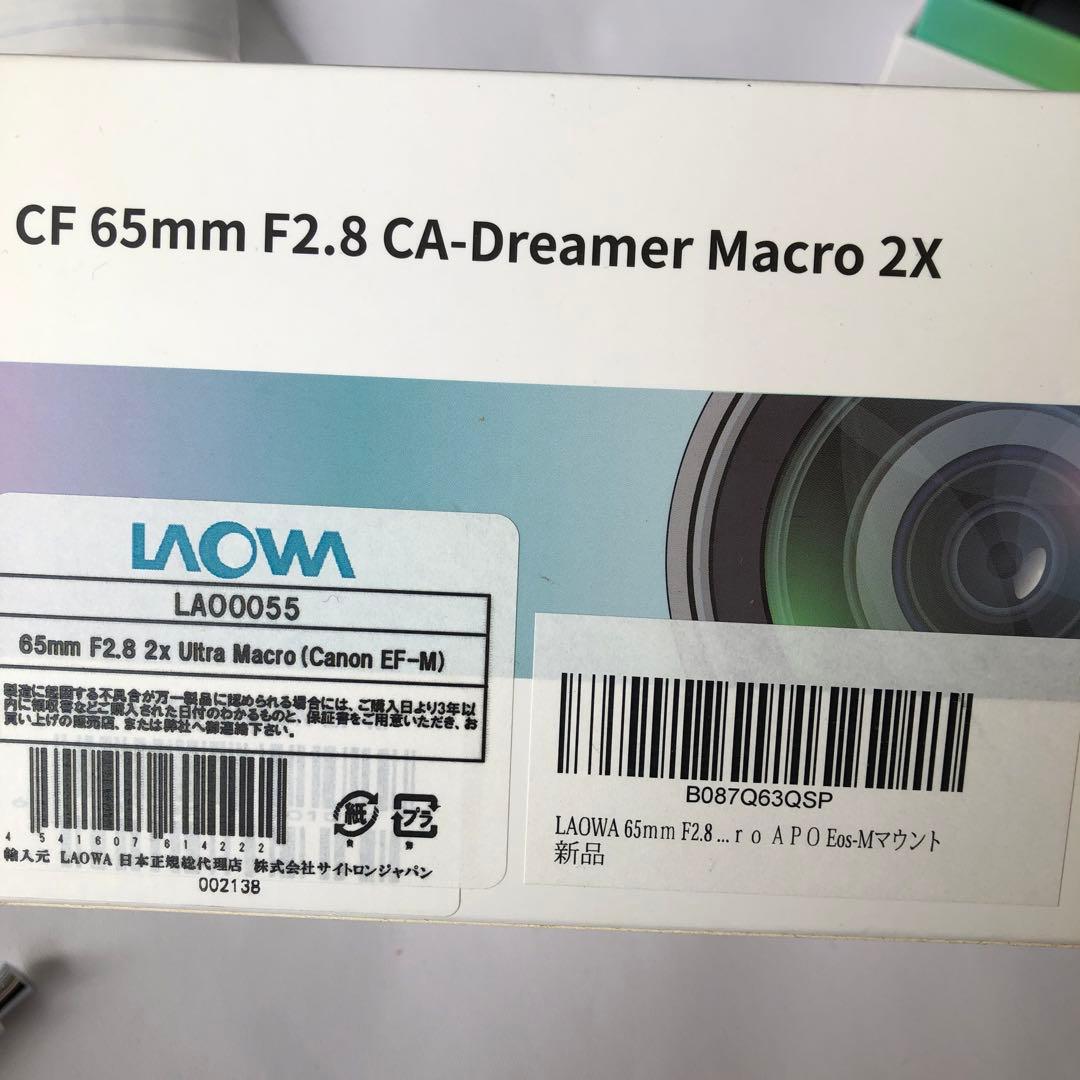 CF 65mm F2.8 CA-Dreamer Macro 2X
LAOWA
LAO0055
65mm F2.8 2x Ultra Macro(Canon EF-M)
製造に起因する不具合が万一製品に認められる場合には、ご購入日より3年以
内に領収書などご購入された日付のわかるものと、保証書をご用意いただき、お
買い上げの販売店、または弊社へ御連絡下さい。
4 541607 614222
紙
プラ
輸入元 LAOWA 日本正規総代理店 株式会社サイトロンジャパン
002138
B087Q63QSP
LAOWA 65mm F2.8...ｒｏ ＡＰＯ Eos-Mマウント
新品